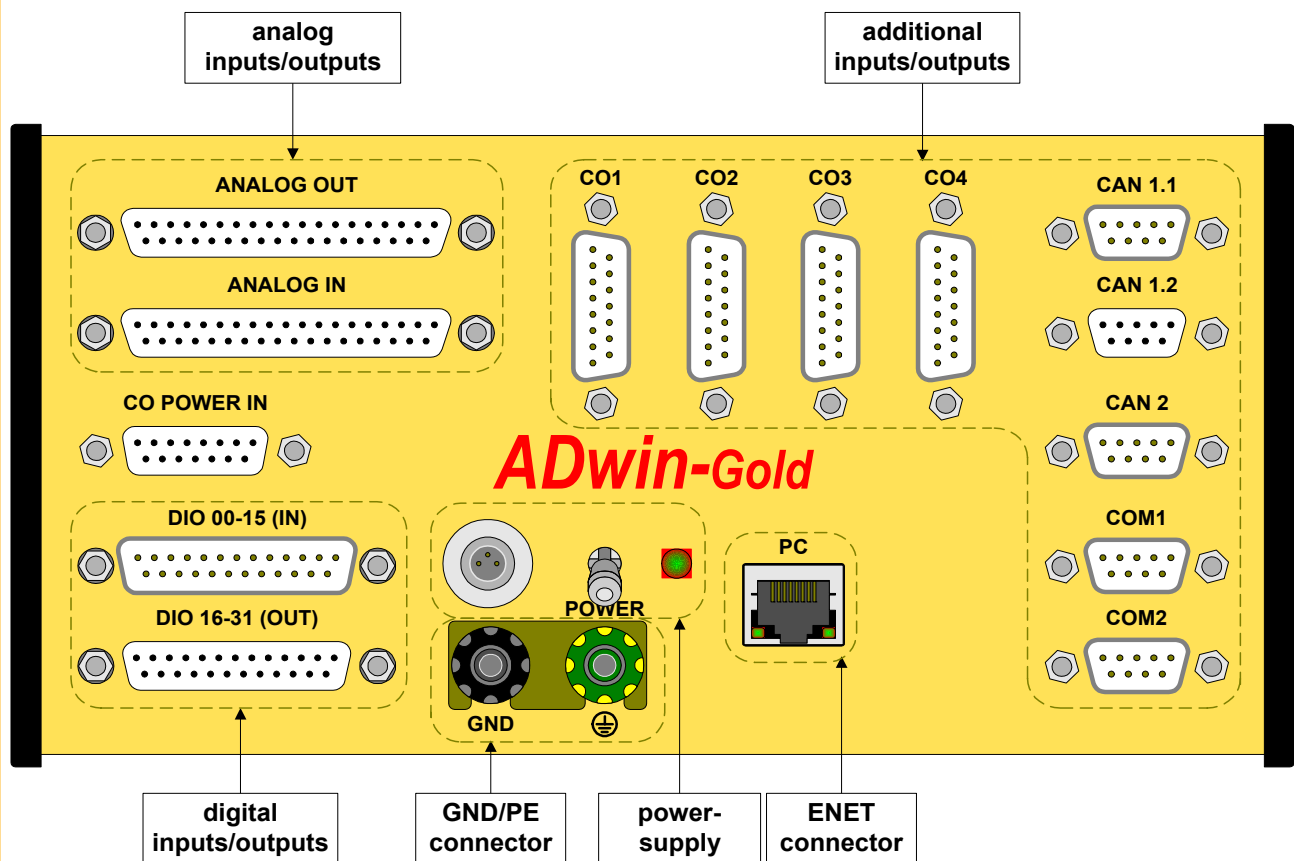 analog
inputs/outputs
additional
inputs/outputs
ANALOG OUT
ANALOG IN
CO POWER IN
DIO 00-15 (IN)
DIO 16-31 (OUT)
CO1
CO2
CO3
CO4
CAN 1.1
CAN 1.2
CAN 2
COM1
COM2
ADwin-Gold
POWER
PC
GND
digital
inputs/outputs
GND/PE
connector
power-
supply
ENET
connector